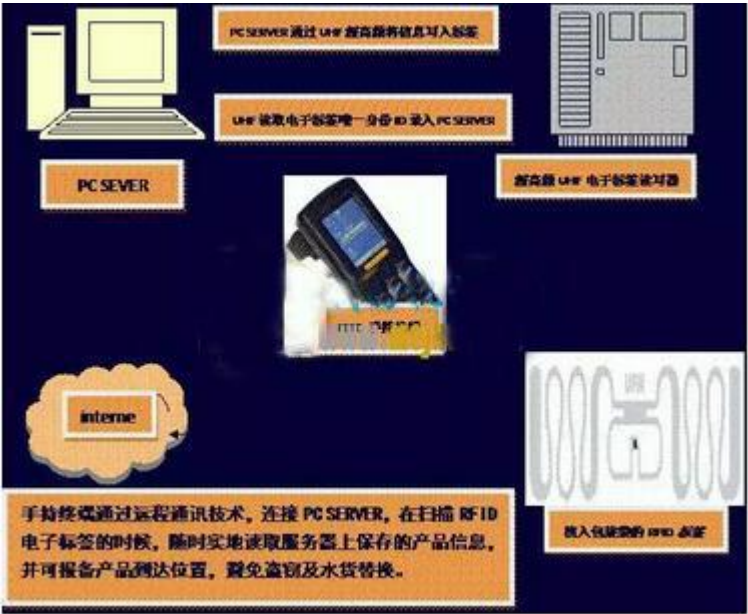 PC SERVER 通过 UHF 超高频将信息写入标签
UHF 读取电子标签唯一身份 ID 录入 PC SERVER
PC SEVER
超高频 UHF 电子标签读写器
UFH
interne
手持终端通过远程通讯技术，连接 PC SERVER，在扫描 RFID
电子标签的时候，随时实地读取服务器上保存的产品信息，
并可报备产品到达位置，避免盗窃及水货替换。
放入包装袋的 RFID 标签